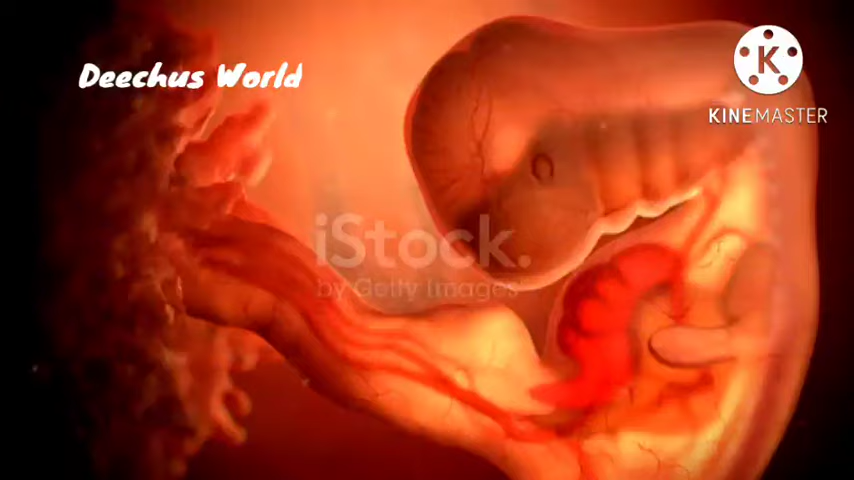 Deechus World
K
KINEMASTER
iStock.
by Getty Images